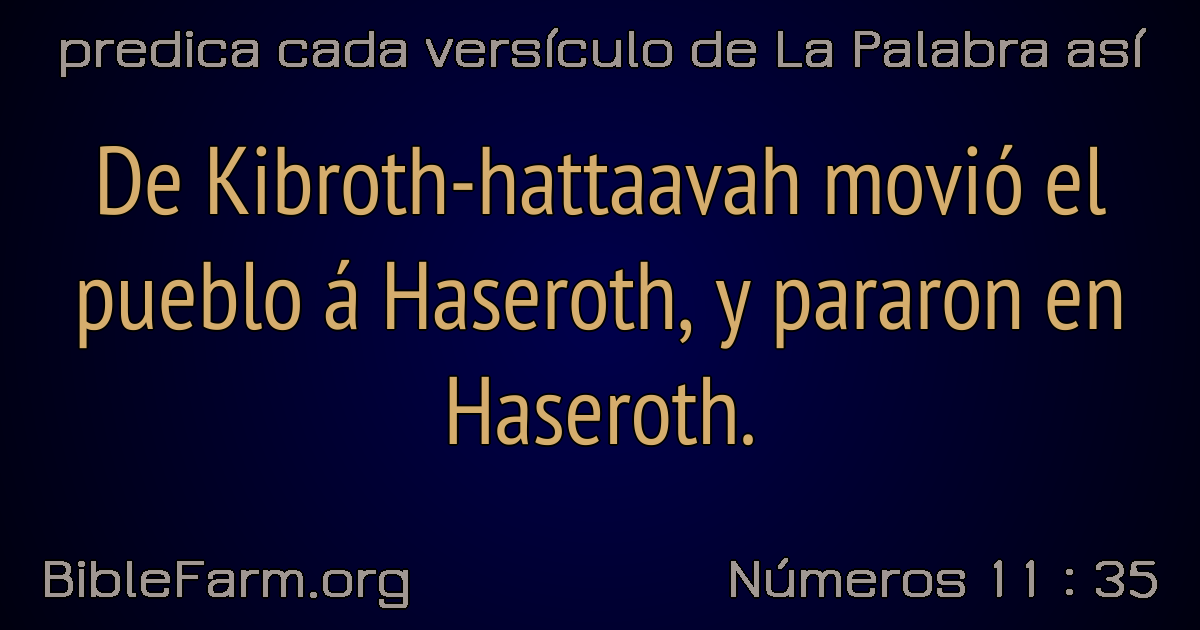 predica cada versículo de La Palabra así
De Kibroth-hattaavah movió el
pueblo á Haseroth, y pararon en
Haseroth.
BibleFarm.org
Números 11 : 35